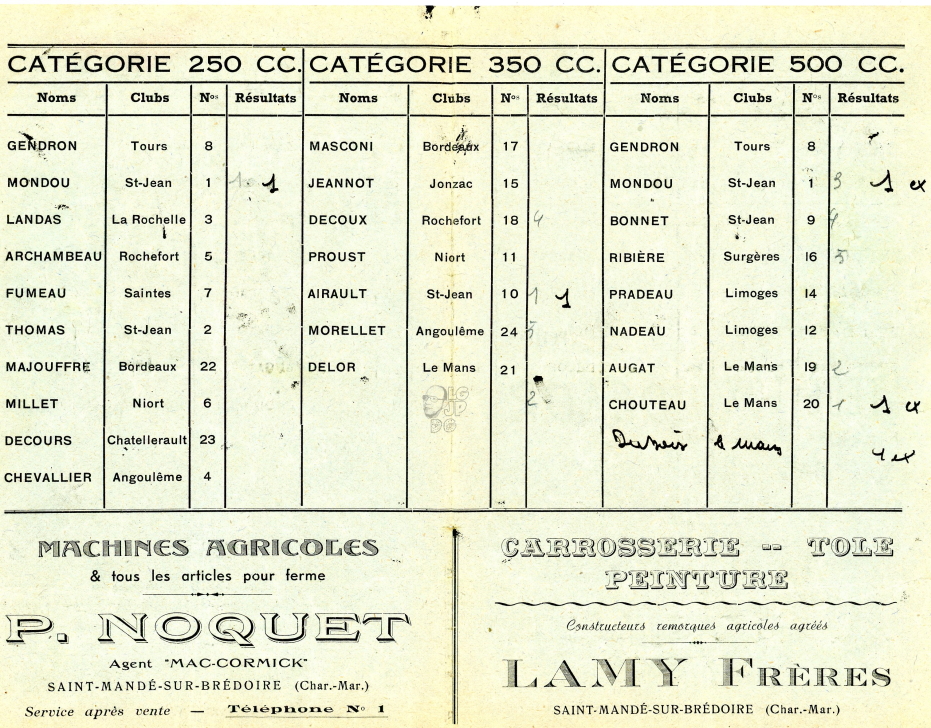 CATÉGORIE 250 CC. CATÉGORIE 350 CC. CATÉGORIE 500 CC.
Noms Clubs Nos Résultats Noms Clubs Nos Résultats Noms Clubs Nos Résultats
GENDRON Tours 8 MASCONI Bordeaux 17 GENDRON Tours 8
MONDOU St-Jean 1 1 1 JEANNOT Jonzac 15 MONDOU St-Jean 1 3 1 ex
LANDAS La Rochelle 3 DECOUX Rochefort 18 4 BONNET St-Jean 9 4
ARCHAMBEAU Rochefort 5 PROUST Niort 11 RIBIÈRE Surgères 16 5
FUMEAU Saintes 7 AIRAULT St-Jean 10 1 1 PRADEAU Limoges 14
THOMAS St-Jean 2 MORELLET Angoulême 24 3 NADEAU Limoges 12
MAJOUFFRE Bordeaux 22 DELOR Le Mans 21 AUGAT Le Mans 19 2
MILLET Niort 6 2 CHOUTEAU Le Mans 20 1 1 ex
DECOURS Chatellerault 23 1 ex
CHEVALLIER Angoulême 4
LG
JP
DG
MACHINES AGRICOLES
& tous les articles pour ferme
P. NOQUET
Agent "MAC-CORMICK"
SAINT-MANDÉ-SUR-BRÉDOIRE (Char.-Mar.)
Service après vente — Téléphone No 1
CARROSSERIE -- TOLE
PEINTURE
Constructeurs remorques agricoles agréés
LAMY FRÈRES
SAINT-MANDÉ-SUR-BRÉDOIRE (Char.-Mar.)